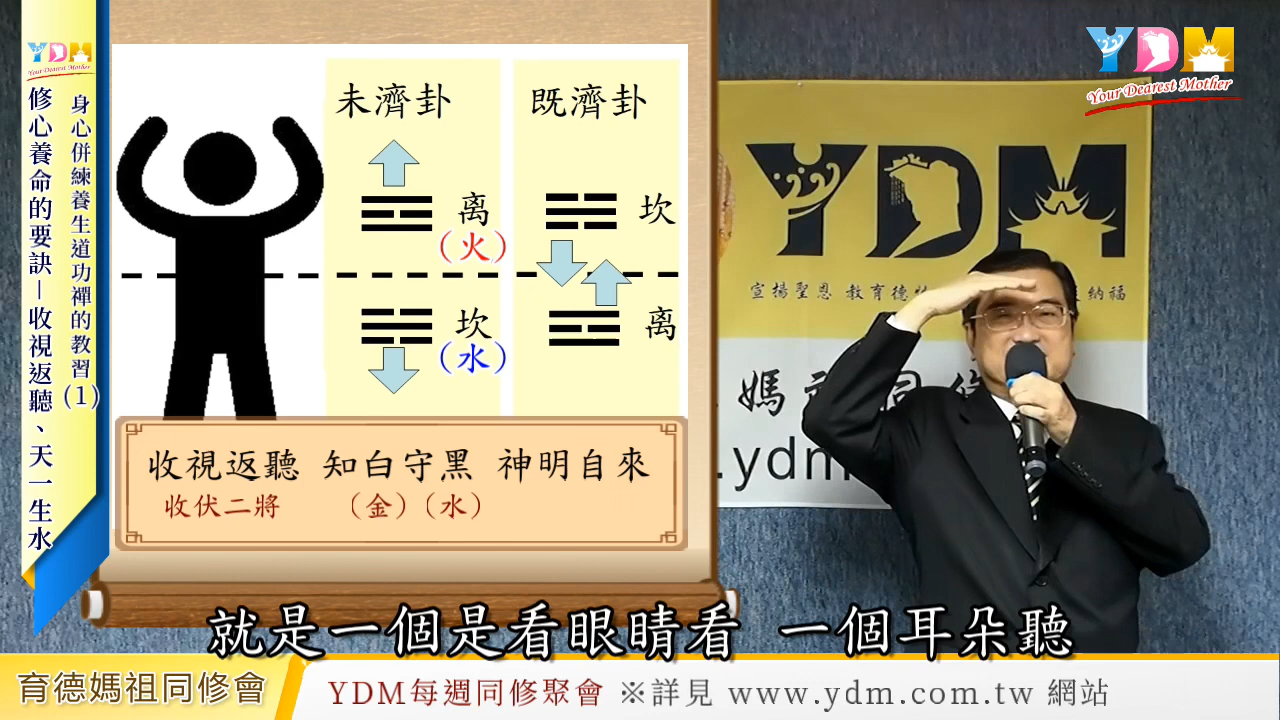 YDM
Your Dearest Mother
身心併練養生道功禪的教習(1)
修心養命的要訣－收視返聽、天一生水
未濟卦
既濟卦
离
(火)
坎
(水)
坎
离
收視返聽 知白守黑 神明自來
收伏二將 (金)(水)
YDM
Your Dearest Mother
YDM
宣揚聖恩 教育德
納福
媽
同修
.ydm
就是一個是看眼睛看 一個耳朵聽
育德媽祖同修會
YDM每週同修聚會 ※詳見 www.ydm.com.tw 網站